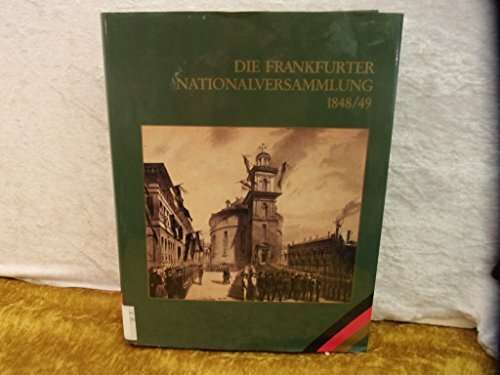 DIE FRANKFURTER
NATIONALVERSAMMLUNG
1848/49